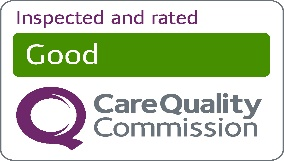 Inspected and rated
Good
CareQuality
Commission